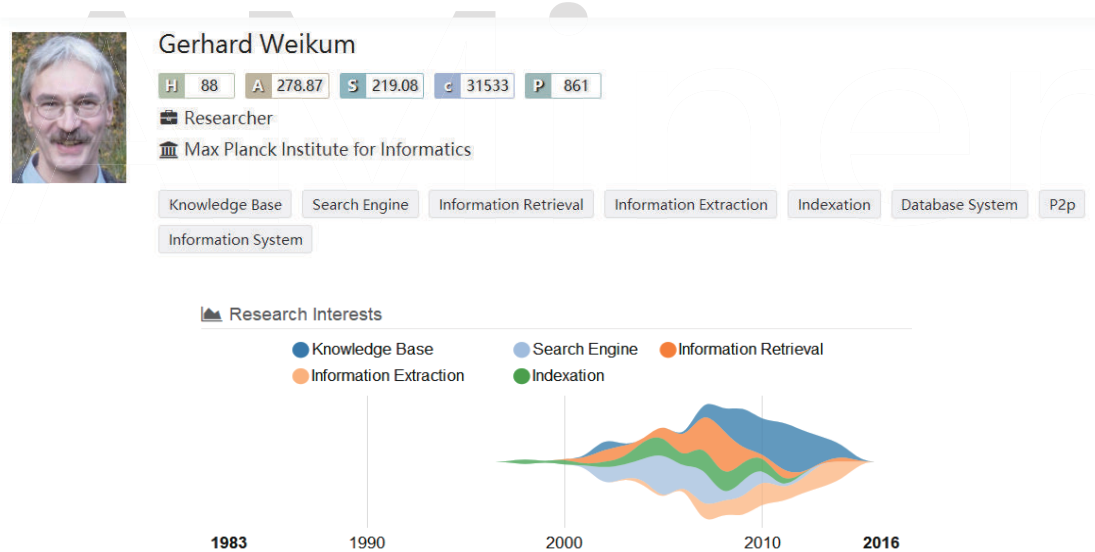 Gerhard Weikum
H 88 A 278.87 S 219.08 c 31533 P 861
Researcher
Max Planck Institute for Informatics
Knowledge Base Search Engine Information Retrieval Information Extraction Indexation Database System P2p
Information System
Research Interests
Knowledge Base Search Engine Information Retrieval
Information Extraction Indexation
1983 1990 2000 2010 2016